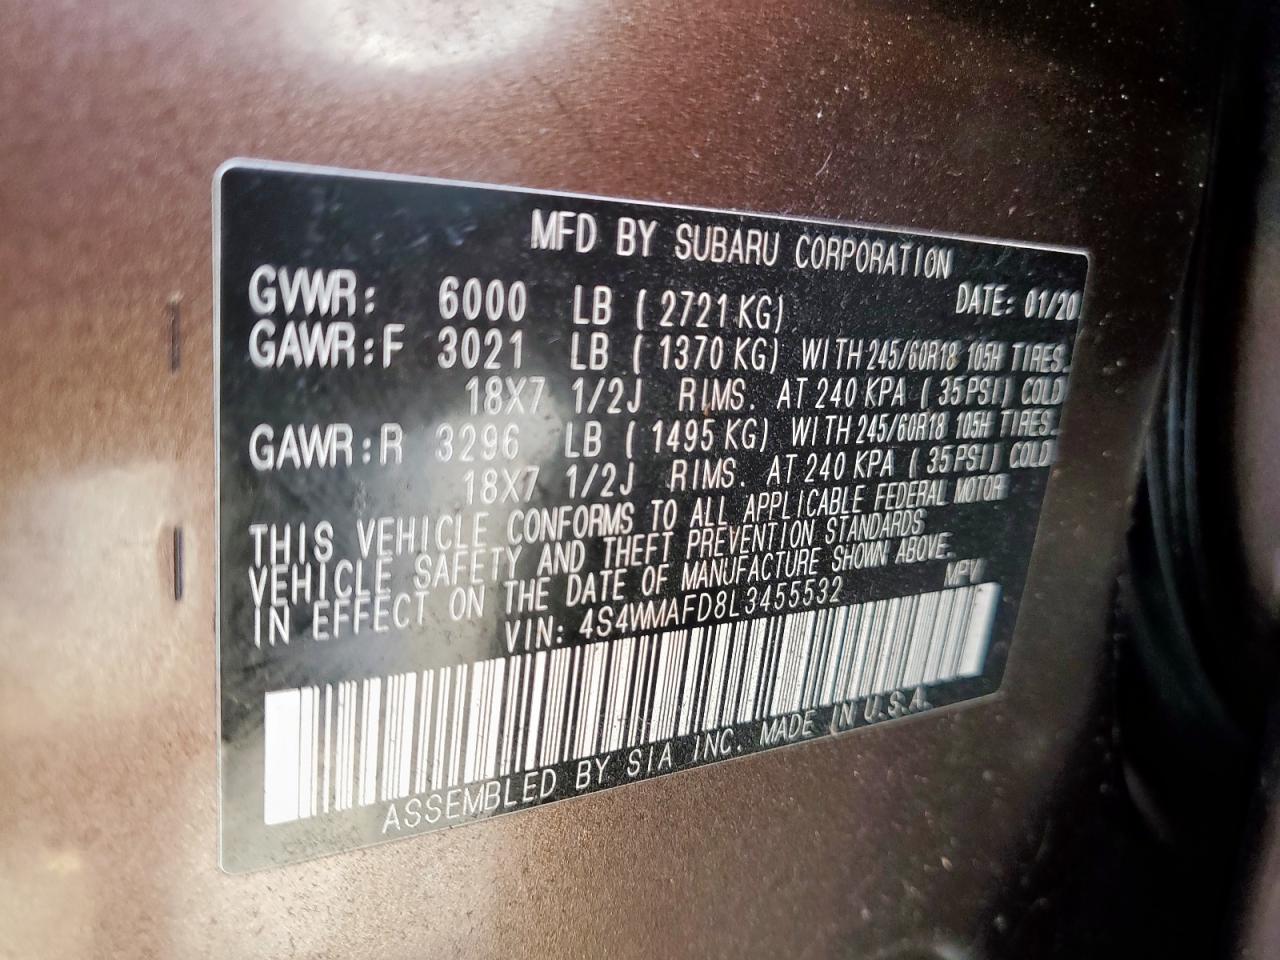 MFD BY SUBARU CORPORATION
DATE: 01/20
GVWR: 6000 LB (2721 KG)
GAWR:F 3021 LB (1370 KG) WITH 245/60R18 105H TIRES.
18X7 1/2J RIMS. AT 240 KPA (35 PSI) COLD
GAWR:R 3296 LB (1495 KG) WITH 245/60R18 105H TIRES.
18X7 1/2J RIMS. AT 240 KPA (35 PSI) COLD
THIS VEHICLE CONFORMS TO ALL APPLICABLE FEDERAL MOTOR
VEHICLE SAFETY AND THEFT PREVENTION STANDARDS
IN EFFECT ON THE DATE OF MANUFACTURE SHOWN ABOVE.
VIN: 4S4WMAFD8L3455532 MPV
ASSEMBLED BY SIA INC. MADE IN U.S.A.